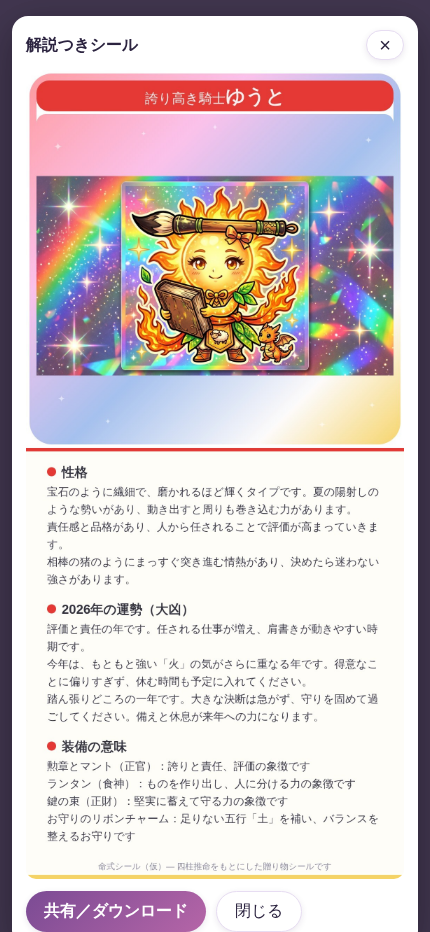 解説つきシール
×
誇り高き騎士ゆうと
性格
宝石のように繊細で、磨かれるほど輝くタイプです。夏の陽射しの
ような勢いがあり、動き出すと周りも巻き込む力があります。
責任感と品格があり、人から任されることで評価が高まっていきま
す。
相棒の猪のようにまっすぐ突き進む情熱があり、決めたら迷わない
強さがあります。
2026年の運勢（大凶）
評価と責任の年です。任される仕事が増え、肩書きが動きやすい時
期です。
今年は、もともと強い「火」の気がさらに重なる年です。得意なこ
とに偏りすぎず、休む時間も予定に入れてください。
踏ん張りどころの一年です。大きな決断は急がず、守りを固めて過
ごしてください。備えと休息が来年への力になります。
装備の意味
勲章とマント（正官）：誇りと責任、評価の象徴です
ランタン（食神）：ものを作り出し、人に分ける力の象徴です
鍵の束（正財）：堅実に蓄えて守る力の象徴です
お守りのリボンチャーム：足りない五行「土」を補い、バランスを
整えるお守りです
命式シール（仮）— 四柱推命をもとにした贈り物シールです
共有／ダウンロード
閉じる